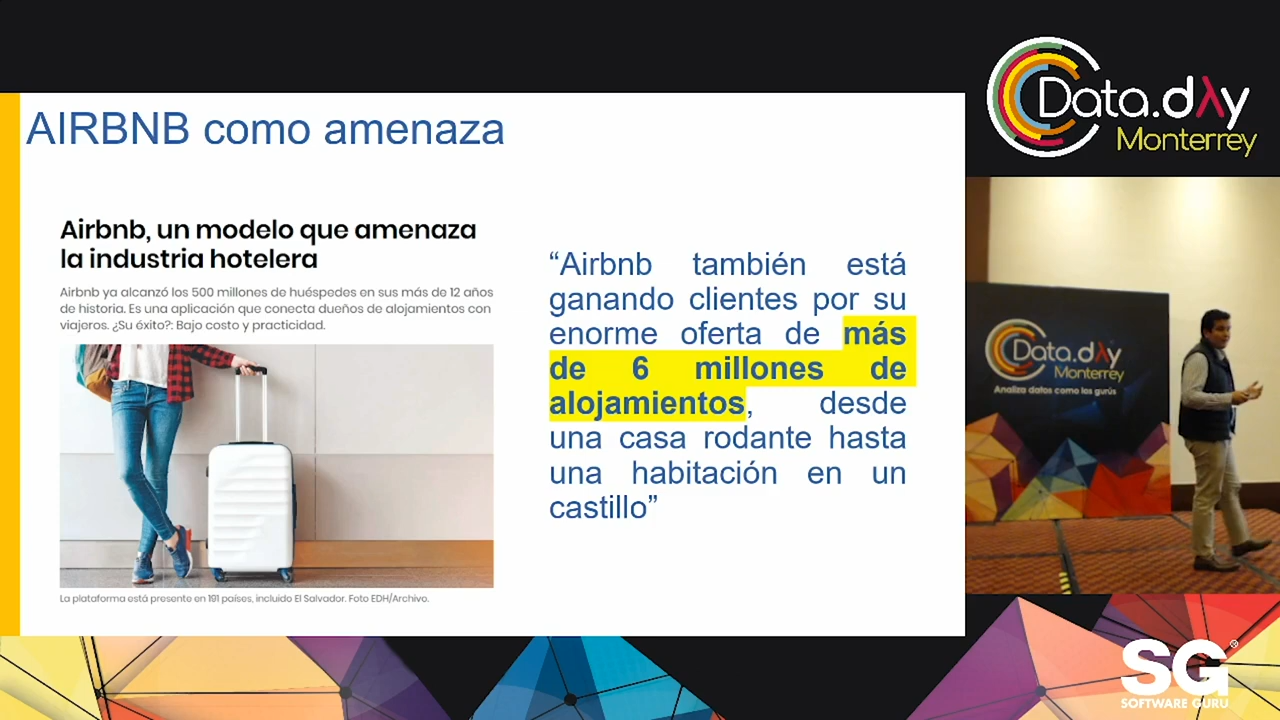 AIRBNB como amenaza
Airbnb, un modelo que amenaza
la industria hotelera
Airbnb ya alcanzó los 500 millones de huéspedes en sus más de 12 años
de historia. Es una aplicación que conecta dueños de alojamientos con
viajeros. ¿Su éxito?: Bajo costo y practicidad.
La plataforma está presente en 191 países, incluido El Salvador. Foto EDH/Archivo.
“Airbnb también está
ganando clientes por su
enorme oferta de más
de 6 millones de
alojamientos, desde
una casa rodante hasta
una habitación en un
castillo”
Data.dλy
Monterrey
Data.dλy
Monterrey
Analiza datos como los gurús
SG®
SOFTWARE GURU